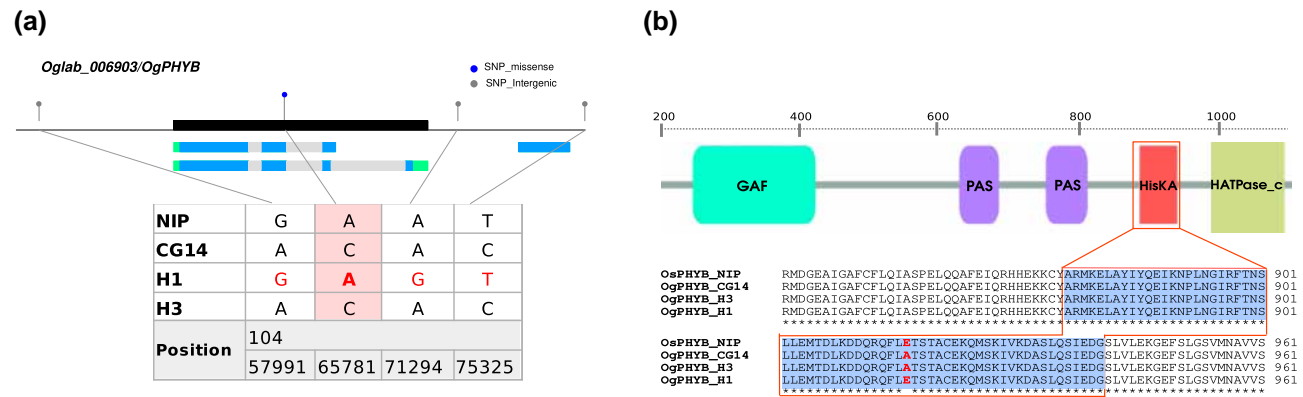 (a)
Oglab_006903/OgPHYB
SNP_missense
SNP_Intergenic
NIP G A A T
CG14 A C A C
H1 G A G T
H3 A C A C
Position 104
57991 65781 71294 75325
(b)
200 400 600 800 1000
GAF PAS PAS HisKA HATPase_c
OsPHYB_NIP RMDGEAIGAFCFLQIASPELQQAFEIQRHHEKKCYARMKELAYIYQEIKNPLNGIRFTNS 901
OgPHYB_CG14 RMDGEAIGAFCFLQIASPELQQAFEIQRHHEKKCYARMKELAYIYQEIKNPLNGIRFTNS 901
OgPHYB_H3 RMDGEAIGAFCFLQIASPELQQAFEIQRHHEKKCYARMKELAYIYQEIKNPLNGIRFTNS 901
OgPHYB_H1 RMDGEAIGAFCFLQIASPELQQAFEIQRHHEKKCYARMKELAYIYQEIKNPLNGIRFTNS 901
************************************************************
OsPHYB_NIP LLEMTDLKDDQRQFLETSTACEKQMSKIVKDASLQSIEDGSLVLEKGEFSLGSVMNAVVS 961
OgPHYB_CG14 LLEMTDLKDDQRQFLATSTACEKQMSKIVKDASLQSIEDGSLVLEKGEFSLGSVMNAVVS 961
OgPHYB_H3 LLEMTDLKDDQRQFLATSTACEKQMSKIVKDASLQSIEDGSLVLEKGEFSLGSVMNAVVS 961
OgPHYB_H1 LLEMTDLKDDQRQFLETSTACEKQMSKIVKDASLQSIEDGSLVLEKGEFSLGSVMNAVVS 961
*************** ********************************************